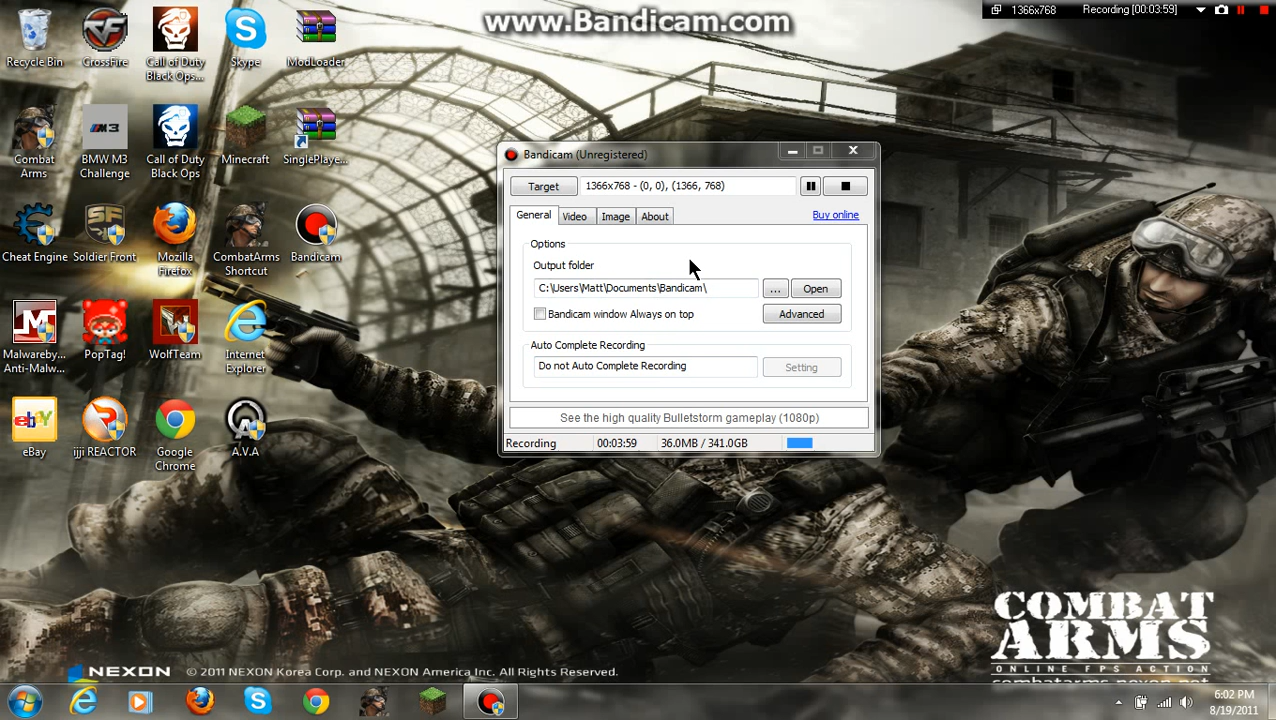 www.Bandicam.com
1366x768
Recording [00:03:59]
Recycle Bin
CrossFire
Call of Duty
Black Ops...
Skype
ModLoader
Combat
Arms
M3
BMW M3
Challenge
Call of Duty
Black Ops
Minecraft
SinglePlaye...
Cheat Engine
SF
Soldier Front
Mozilla
Firefox
CombatArms
Shortcut
Bandicam
Malwareby...
Anti-Malw...
PopTag!
WolfTeam
Internet
Explorer
ebY
eBay
ijji REACTOR
Google
Chrome
A.V.A
Bandicam (Unregistered)
Target
1366x768 - (0, 0), (1366, 768)
General
Video
Image
About
Buy online
Options
Output folder
C:\Users\Matt\Documents\Bandicam\
...
Open
Bandicam window Always on top
Advanced
Auto Complete Recording
Do not Auto Complete Recording
Setting
See the high quality Bulletstorm gameplay (1080p)
Recording
00:03:59
36.0MB / 341.0GB
COMBAT
ARMS
ONLINE FPS ACTION
combatarms.nexon.net
NEXON
© 2011 NEXON Korea Corp. and NEXON America Inc. All Rights Reserved.
6:02 PM
8/19/2011